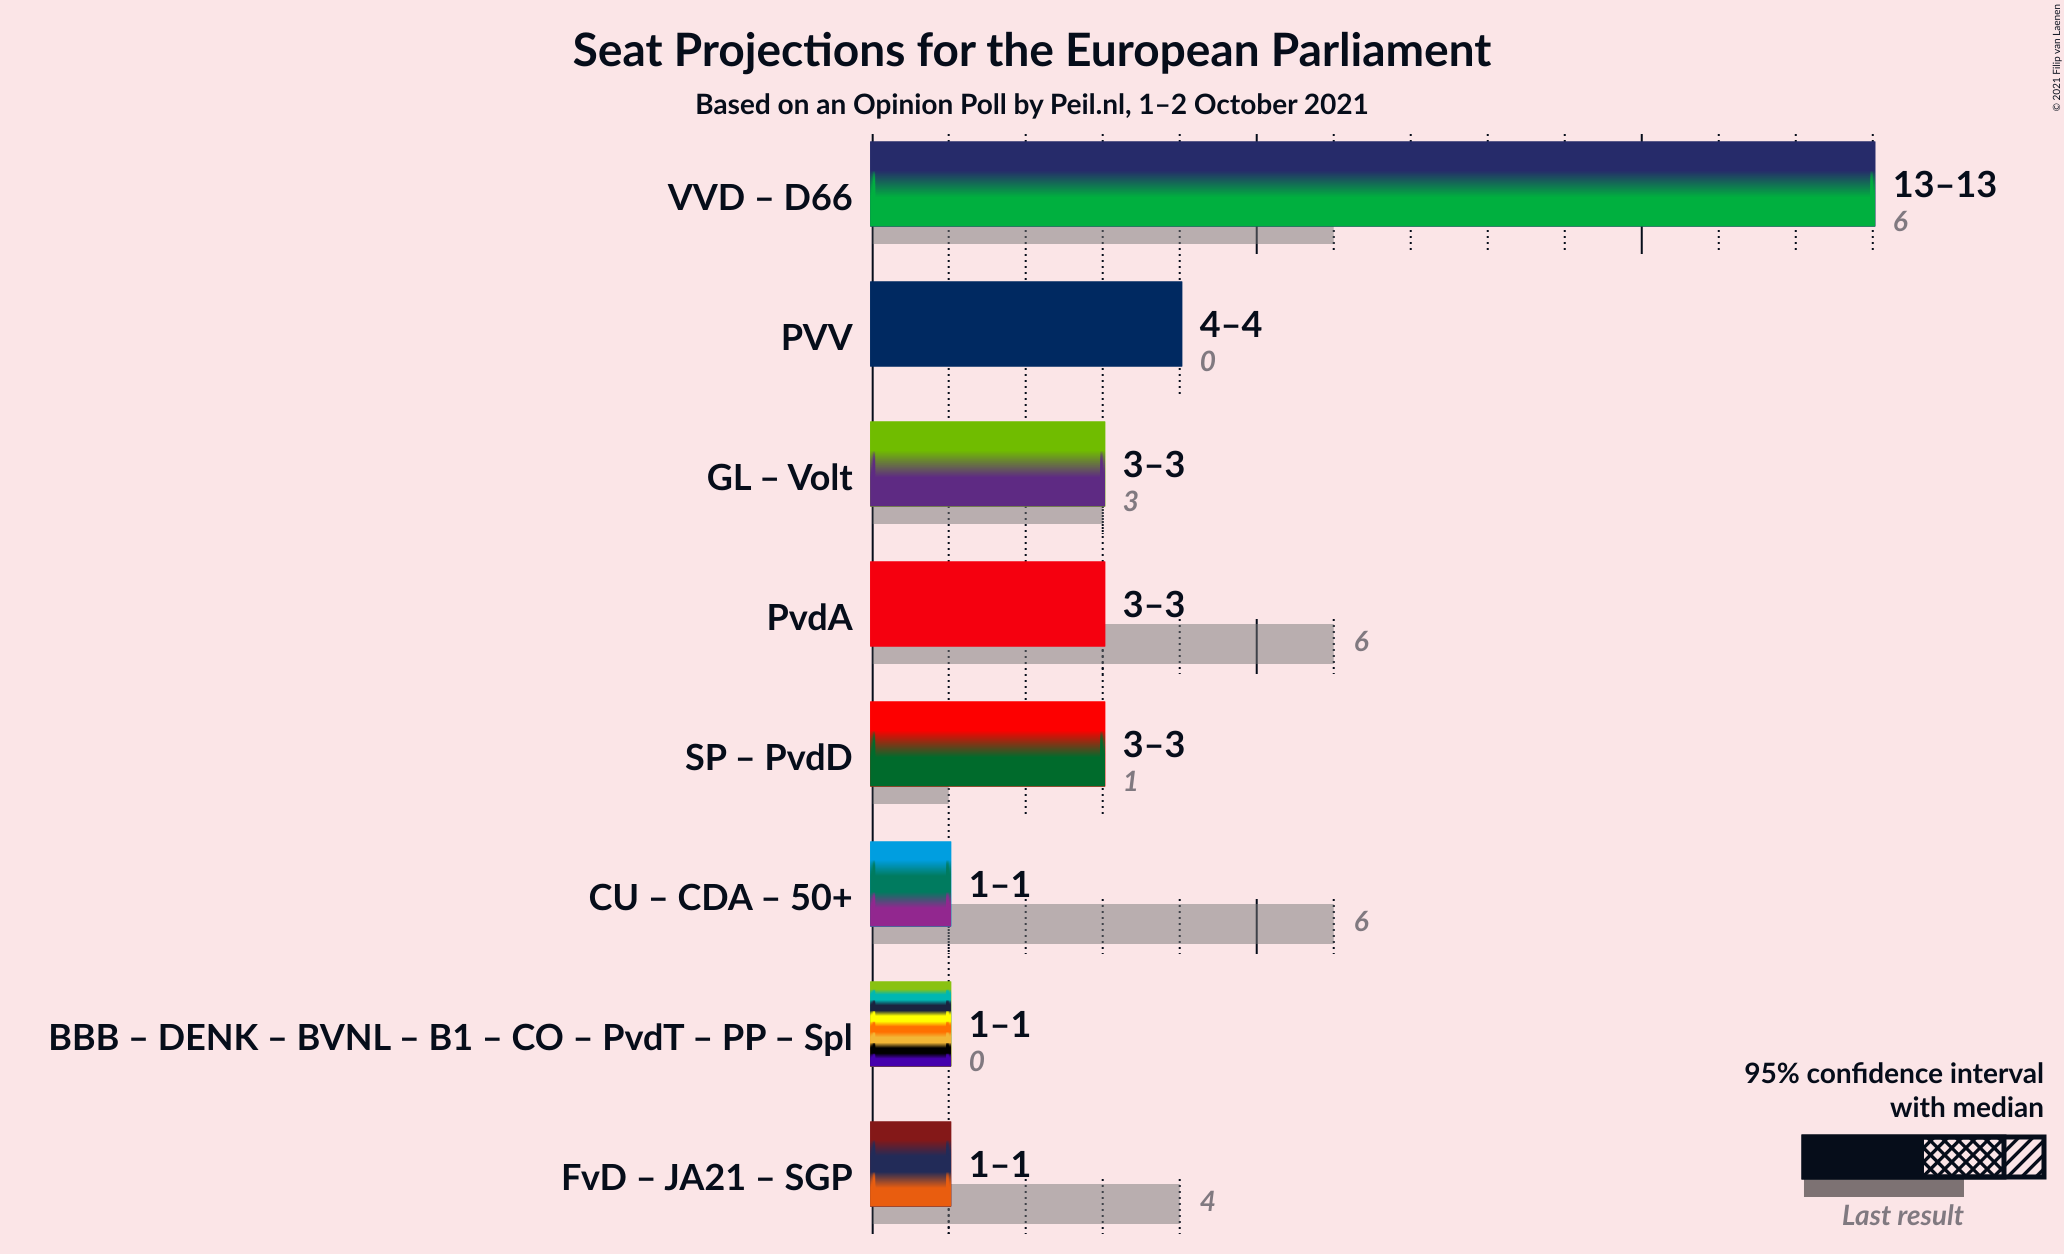 Seat Projections for the European Parliament
Based on an Opinion Poll by Peil.nl, 1–2 October 2021
© 2021 Filip van Laenen
VVD – D66
13–13
6
PVV
4–4
0
GL – Volt
3–3
3
PvdA
3–3
6
SP – PvdD
3–3
1
CU – CDA – 50+
1–1
6
BBB – DENK – BVNL – B1 – CO – PvdT – PP – Spl
1–1
0
FvD – JA21 – SGP
1–1
4
95% confidence interval
with median
Last result